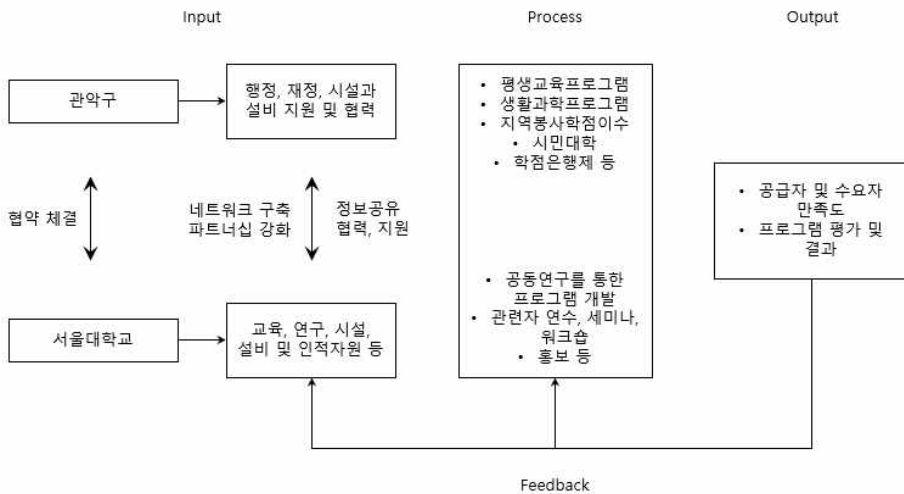 Input
Process
Output
관악구
행정, 재정, 시설과
설비 지원 및 협력
협약 체결
네트워크 구축
파트너십 강화
정보공유
협력, 지원
서울대학교
교육, 연구, 시설,
설비 및 인적자원 등
• 평생교육프로그램
• 생활과학프로그램
• 지역봉사학점이수
• 시민대학
• 학점은행제 등
• 공동연구를 통한
프로그램 개발
• 관련자 연수, 세미나,
워크숍
• 홍보 등
• 공급자 및 수요자
만족도
• 프로그램 평가 및
결과
Feedback